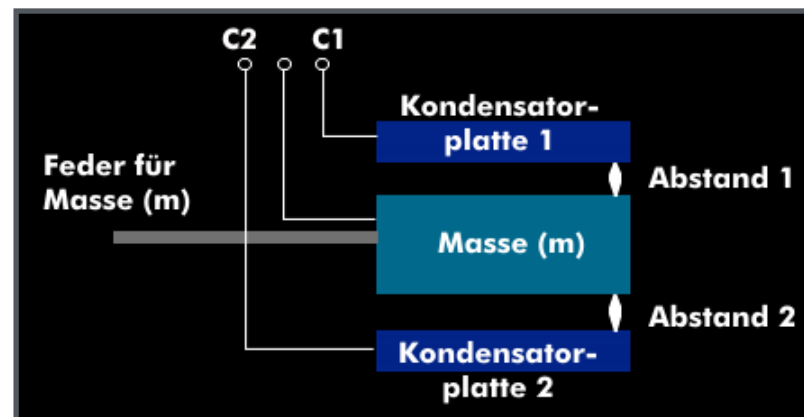 C2 C1
Kondensator-
platte 1
Feder für
Masse (m)
Abstand 1
Masse (m)
Abstand 2
Kondensator-
platte 2